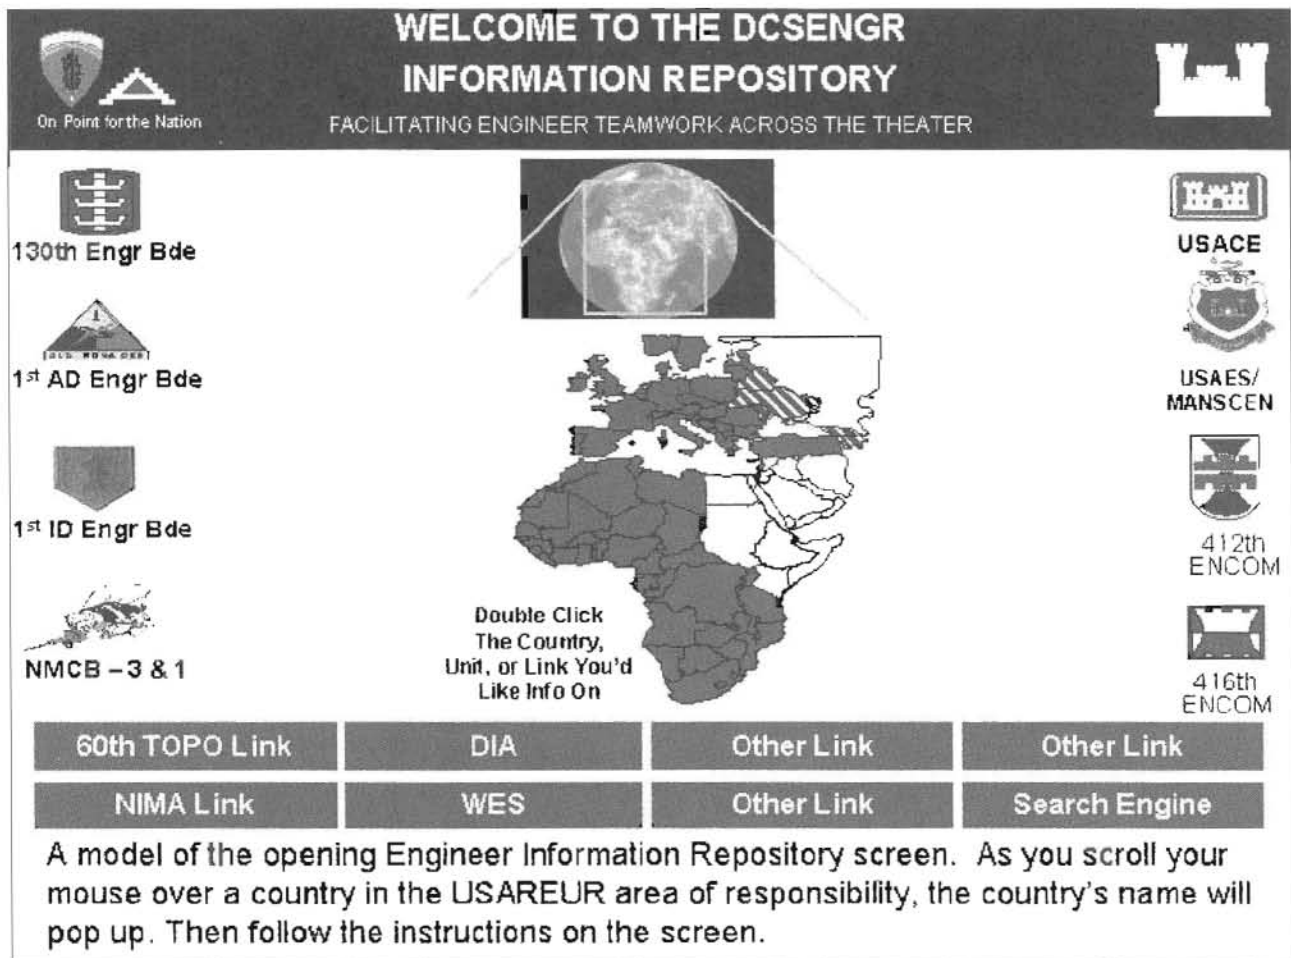 WELCOME TO THE DCSENGR
INFORMATION REPOSITORY
FACILITATING ENGINEER TEAMWORK ACROSS THE THEATER
On Point for the Nation
130th Engr Bde
1st AD Engr Bde
1st ID Engr Bde
NMCB – 3 & 1
USACE
USAES/
MANSCEN
412th
ENCOM
416th
ENCOM
Double Click
The Country,
Unit, or Link You'd
Like Info On
60th TOPO Link
DIA
Other Link
Other Link
NIMA Link
WES
Other Link
Search Engine
A model of the opening Engineer Information Repository screen. As you scroll your
mouse over a country in the USAREUR area of responsibility, the country's name will
pop up. Then follow the instructions on the screen.